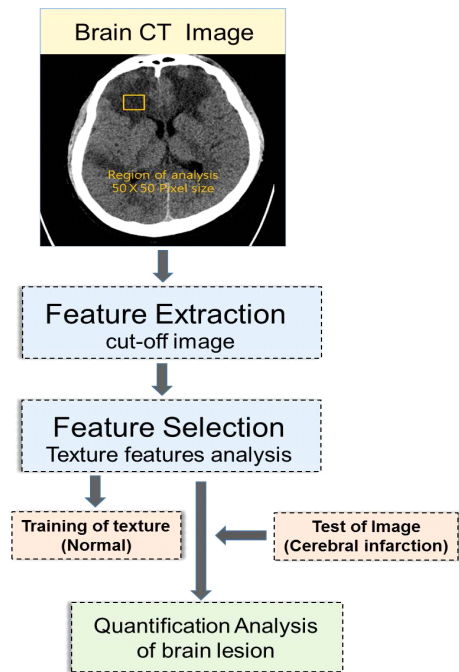 Brain CT Image
Region of analysis
50 X 50 Pixel size
Feature Extraction
cut-off image
Feature Selection
Texture features analysis
Training of texture
(Normal)
Test of Image
(Cerebral infarction)
Quantification Analysis
of brain lesion